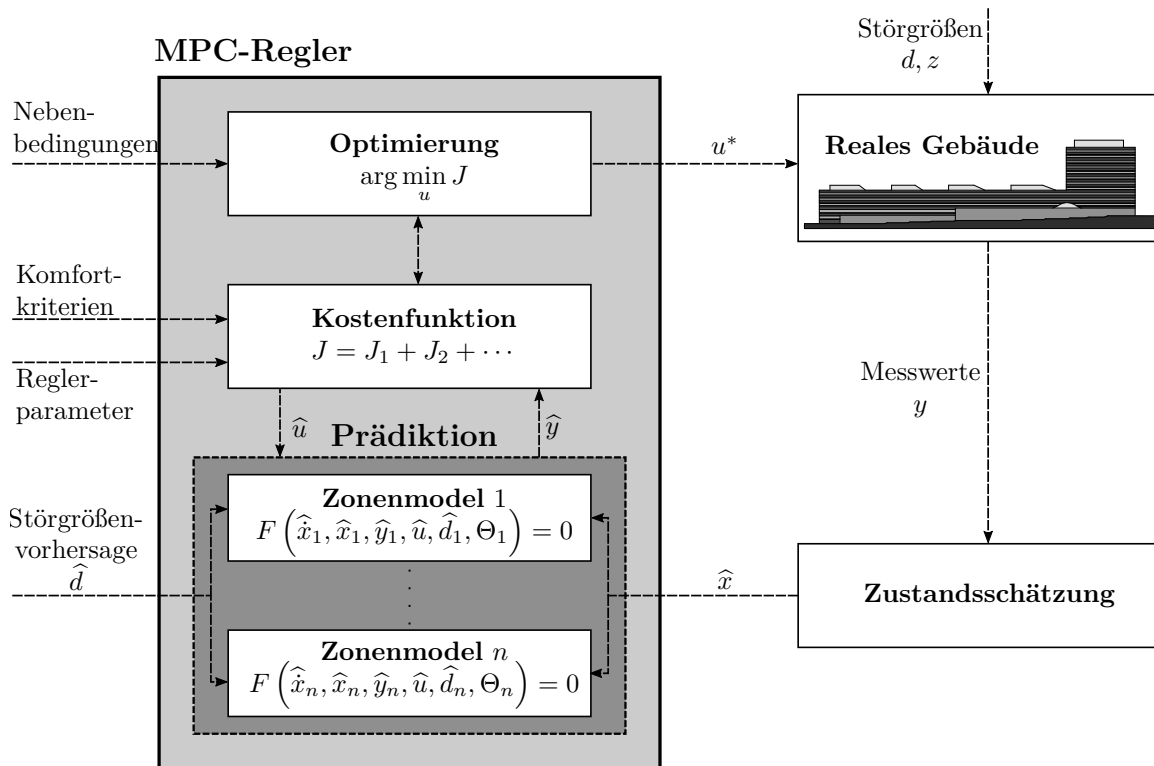 MPC-Regler
Neben-
bedingungen
Optimierung
arg min J
u
u*
Störgrößen
d, z
Reales Gebäude
Komfort-
kriterien
Kostenfunktion
J = J₁ + J₂ + ⋯
Regler-
parameter
û
ŷ
Messwerte
y
Prädiktion
Störgrößen-
vorhersage
d̂
Zonenmodel 1
F(ẋ̂₁, x̂₁, ŷ₁, û, d̂₁, Θ₁) = 0
Zonenmodel n
F(ẋ̂ₙ, x̂ₙ, ŷₙ, û, d̂ₙ, Θₙ) = 0
x̂
Zustandsschätzung